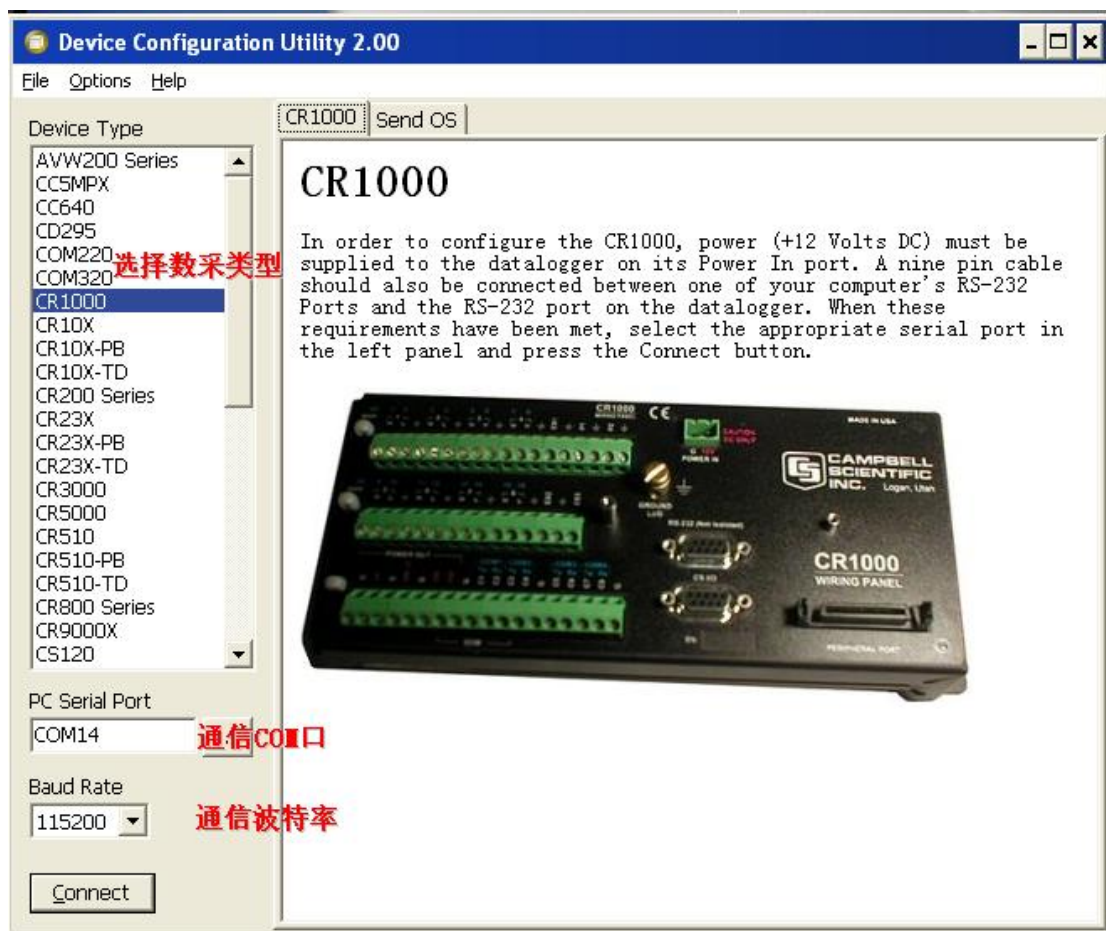 Device Configuration Utility 2.00
File Options Help
Device Type
AVW200 Series
CC5MPX
CC640
CD295
COM220
COM320
选择数采类型
CR1000
CR10X
CR10X-PB
CR10X-TD
CR200 Series
CR23X
CR23X-PB
CR23X-TD
CR3000
CR5000
CR510
CR510-PB
CR510-TD
CR800 Series
CR9000X
CS120
PC Serial Port
COM14
通信COM口
Baud Rate
115200
通信波特率
Connect
CR1000 Send OS
CR1000
In order to configure the CR1000, power (+12 Volts DC) must be
supplied to the datalogger on its Power In port. A nine pin cable
should also be connected between one of your computer's RS-232
Ports and the RS-232 port on the datalogger. When these
requirements have been met, select the appropriate serial port in
the left panel and press the Connect button.
CR1000
CE
MADE IN USA
G 12V
POWER IN
CAMPBELL
SCIENTIFIC
INC. Logan, Utah
GROUND
LUG
RS-232 (Not Isolated)
POWER OUT
CS I/O
CR1000
WIRING PANEL
PERIPHERAL PORT